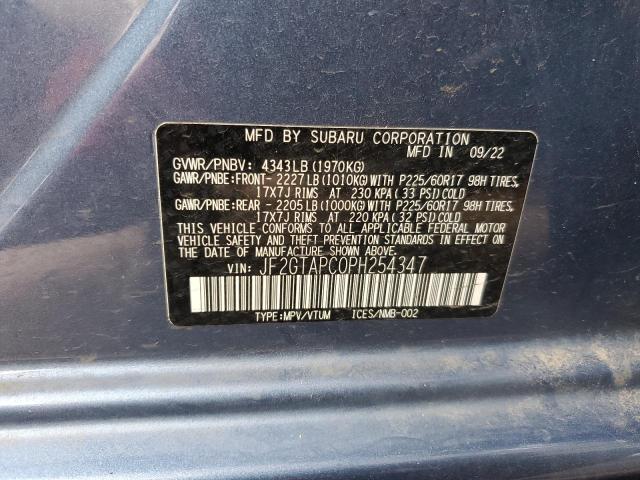 MFD BY SUBARU CORPORATION
MFD IN 09/22
GVWR/PNBV: 4343LB (1970KG)
GAWR/PNBE:FRONT- 2227LB (1010KG) WITH P225/60R17 98H TIRES,
17X7J RIMS AT 230 KPA ( 33 PSI) COLD
GAWR/PNBE:REAR - 2205LB (1000KG) WITH P225/60R17 98H TIRES,
17X7J RIMS AT 220 KPA ( 32 PSI) COLD
THIS VEHICLE CONFORMS TO ALL APPLICABLE FEDERAL MOTOR
VEHICLE SAFETY AND THEFT PREVENTION STANDARDS IN EFFECT ON
THE DATE OF MANUFACTURE SHOWN ABOVE.
VIN: JF2GTAPC0PH254347
TYPE:MPV/VTUM ICES/NMB-002